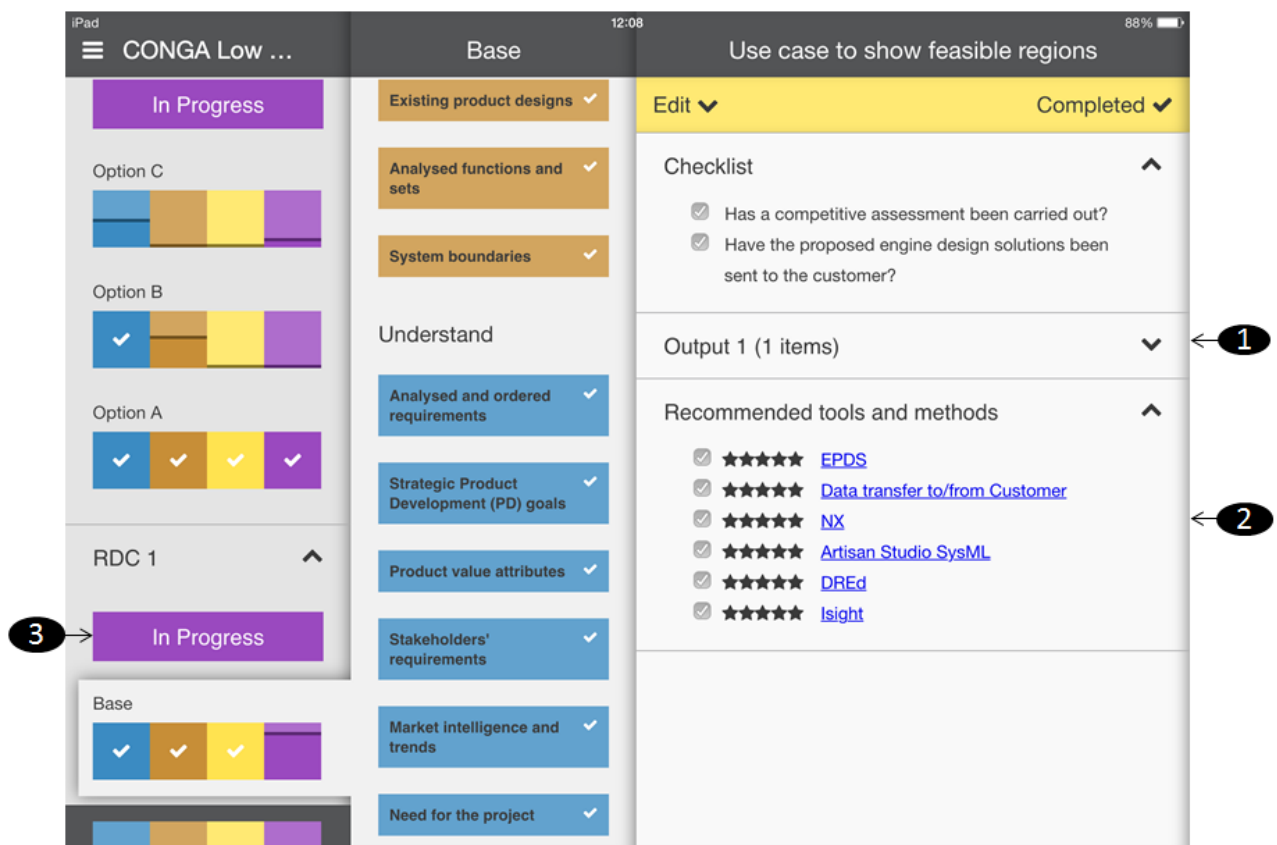 iPad 12:08 88%
CONGA Low ...
In Progress
Option C
Option B
Option A
RDC 1
In Progress
Base
Base
Existing product designs
Analysed functions and
sets
System boundaries
Understand
Analysed and ordered
requirements
Strategic Product
Development (PD) goals
Product value attributes
Stakeholders'
requirements
Market intelligence and
trends
Need for the project
Use case to show feasible regions
Edit Completed
Checklist
Has a competitive assessment been carried out?
Have the proposed engine design solutions been
sent to the customer?
Output 1 (1 items)
Recommended tools and methods
EPDS
Data transfer to/from Customer
NX
Artisan Studio SysML
DREd
Isight
1
2
3